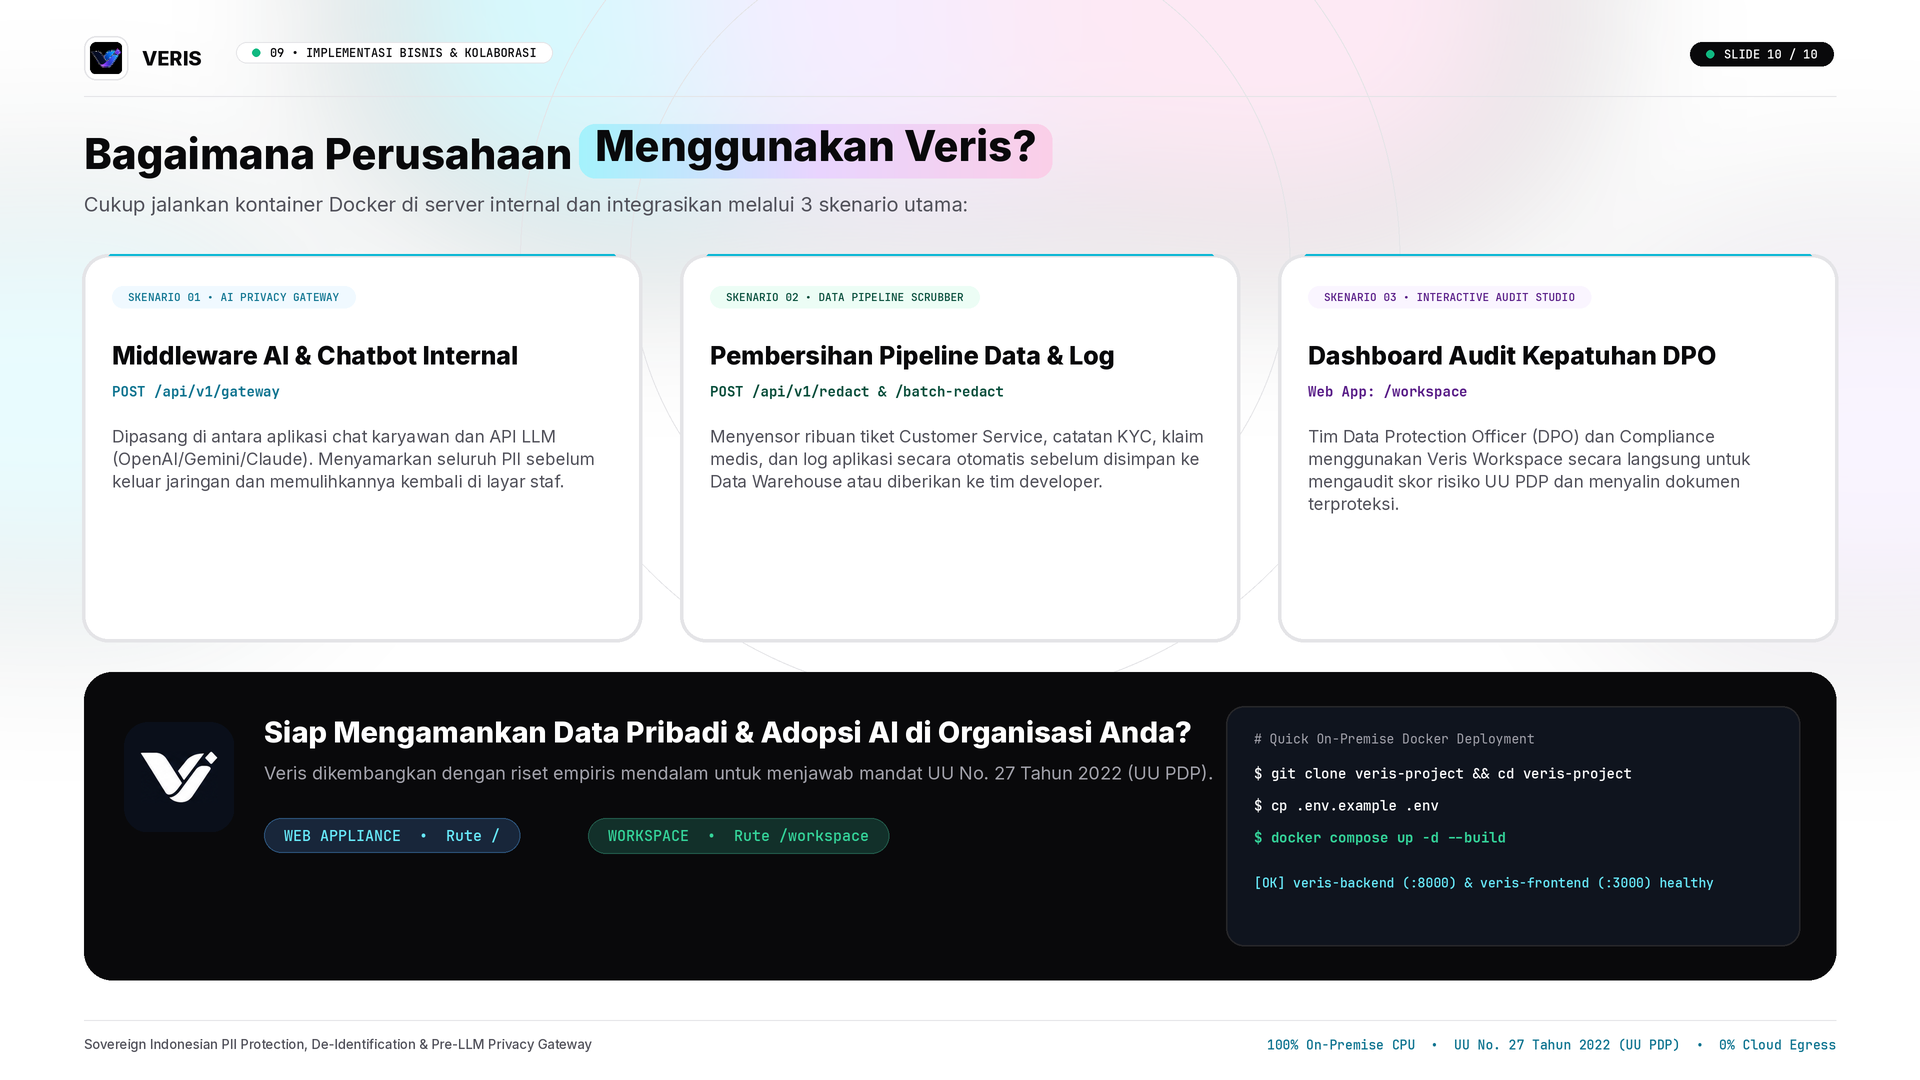 VERIS
09 • IMPLEMENTASI BISNIS & KOLABORASI
SLIDE 10 / 10
Bagaimana Perusahaan Menggunakan Veris?
Cukup jalankan kontainer Docker di server internal dan integrasikan melalui 3 skenario utama:
SKENARIO 01 • AI PRIVACY GATEWAY
Middleware AI & Chatbot Internal
POST /api/v1/gateway
Dipasang di antara aplikasi chat karyawan dan API LLM
(OpenAI/Gemini/Claude). Menyamarkan seluruh PII sebelum
keluar jaringan dan memulihkannya kembali di layar staf.
SKENARIO 02 • DATA PIPELINE SCRUBBER
Pembersihan Pipeline Data & Log
POST /api/v1/redact & /batch-redact
Menyensor ribuan tiket Customer Service, catatan KYC, klaim
medis, dan log aplikasi secara otomatis sebelum disimpan ke
Data Warehouse atau diberikan ke tim developer.
SKENARIO 03 • INTERACTIVE AUDIT STUDIO
Dashboard Audit Kepatuhan DPO
Web App: /workspace
Tim Data Protection Officer (DPO) dan Compliance
menggunakan Veris Workspace secara langsung untuk
mengaudit skor risiko UU PDP dan menyalin dokumen
terproteksi.
Siap Mengamankan Data Pribadi & Adopsi AI di Organisasi Anda?
Veris dikembangkan dengan riset empiris mendalam untuk menjawab mandat UU No. 27 Tahun 2022 (UU PDP).
WEB APPLIANCE • Rute /
WORKSPACE • Rute /workspace
# Quick On-Premise Docker Deployment
$ git clone veris-project && cd veris-project
$ cp .env.example .env
$ docker compose up -d --build
[OK] veris-backend (:8000) & veris-frontend (:3000) healthy
Sovereign Indonesian PII Protection, De-Identification & Pre-LLM Privacy Gateway
100% On-Premise CPU • UU No. 27 Tahun 2022 (UU PDP) • 0% Cloud Egress